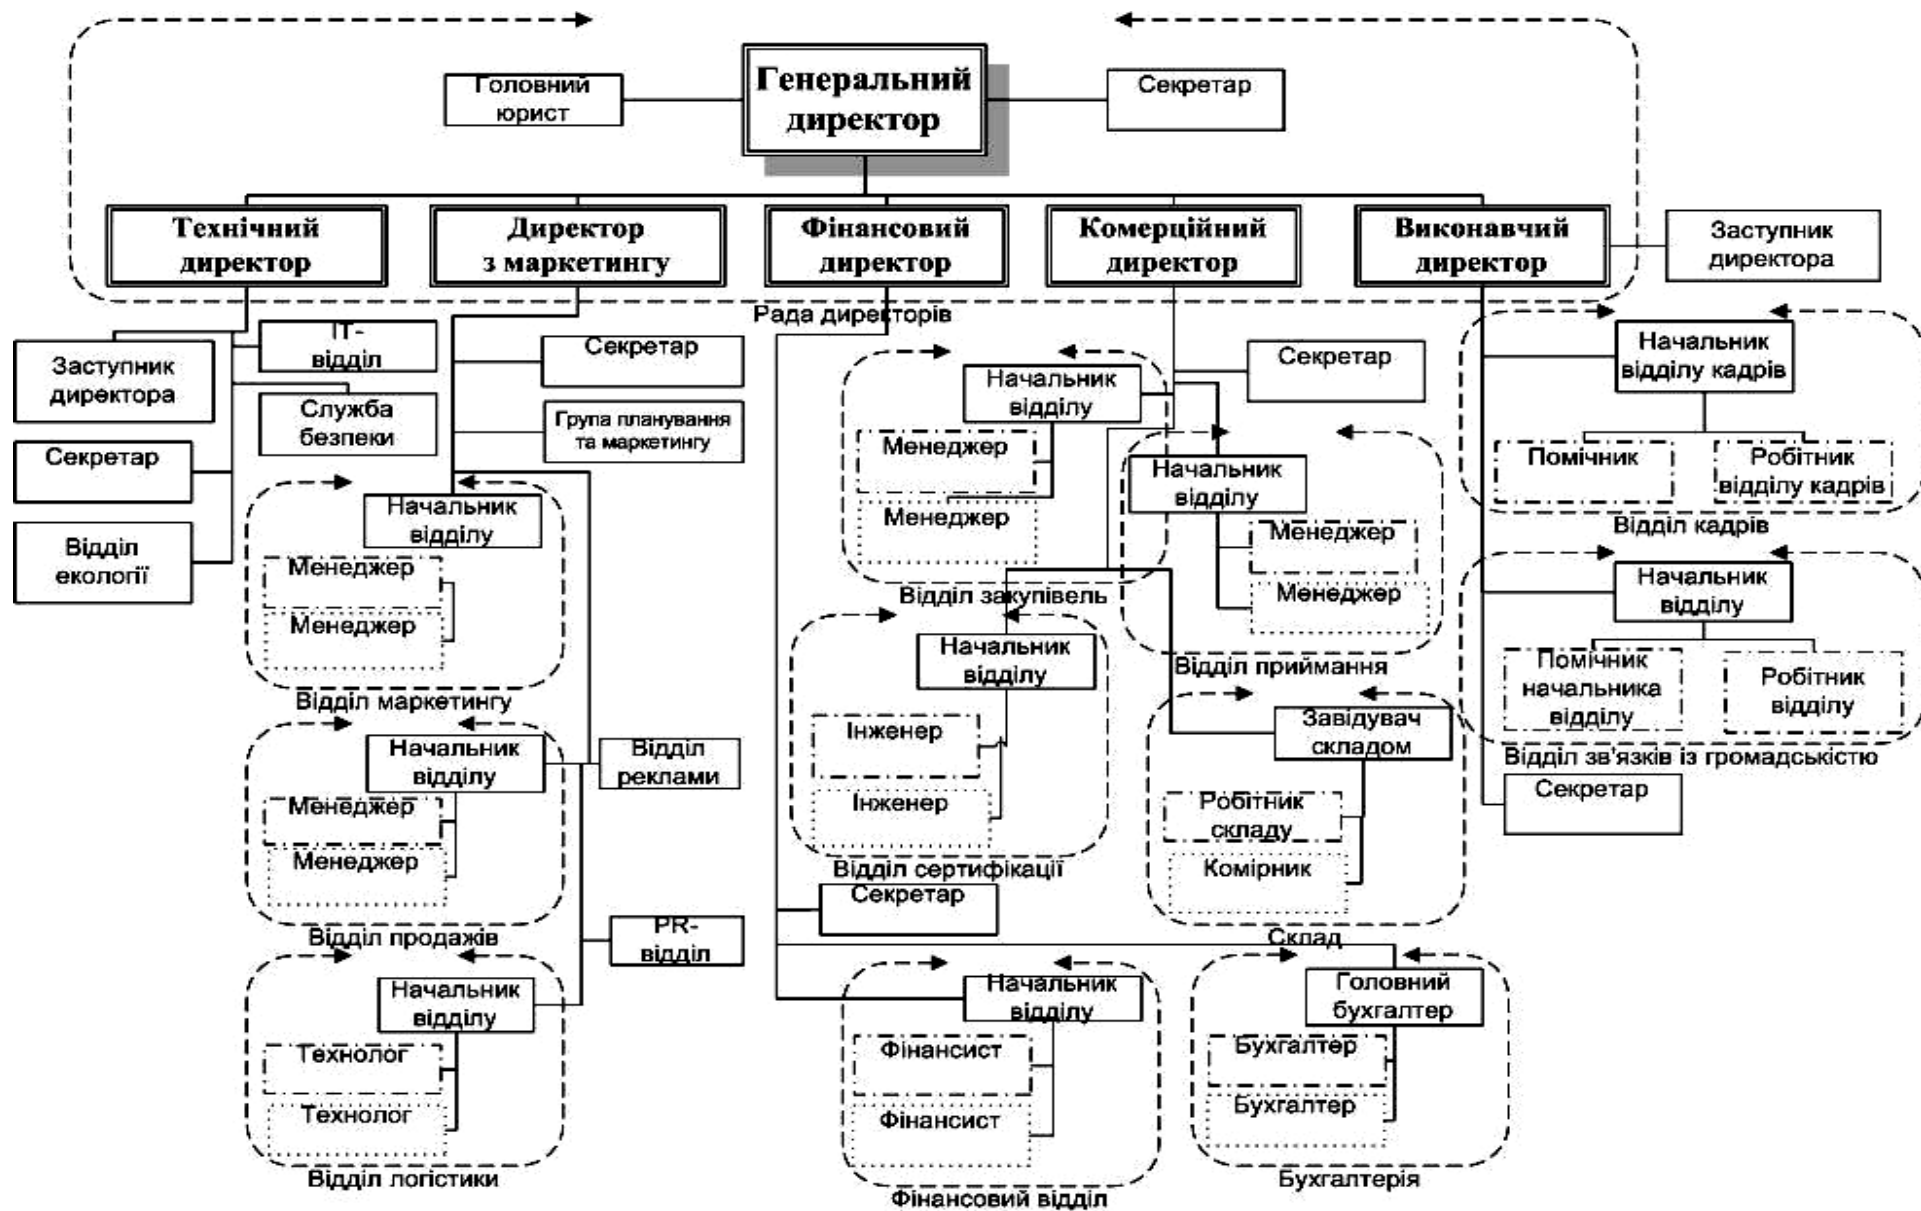 Генеральний
директор
Головний
юрист
Секретар
Технічний
директор
Директор
з маркетингу
Фінансовий
директор
Комерційний
директор
Виконавчий
директор
Заступник
директора
Рада директорів
Заступник
директора
IT-
відділ
Служба
безпеки
Секретар
Відділ
екології
Секретар
Група планування
та маркетингу
Начальник
відділу
Менеджер
Менеджер
Відділ маркетингу
Начальник
відділу
Менеджер
Менеджер
Відділ продажів
Відділ
реклами
PR-
відділ
Начальник
відділу
Технолог
Технолог
Відділ логістики
Начальник
відділу
Менеджер
Менеджер
Відділ закупівель
Секретар
Начальник
відділу
Менеджер
Менеджер
Відділ приймання
Начальник
відділу
Інженер
Інженер
Відділ сертифікації
Завідувач
складом
Робітник
складу
Комірник
Склад
Секретар
Начальник
відділу
Фінансист
Фінансист
Фінансовий відділ
Головний
бухгалтер
Бухгалтер
Бухгалтер
Бухгалтерія
Начальник
відділу кадрів
Помічник
Робітник
відділу кадрів
Відділ кадрів
Начальник
відділу
Помічник
начальника
відділу
Робітник
відділу
Відділ зв'язків із громадськістю
Секретар